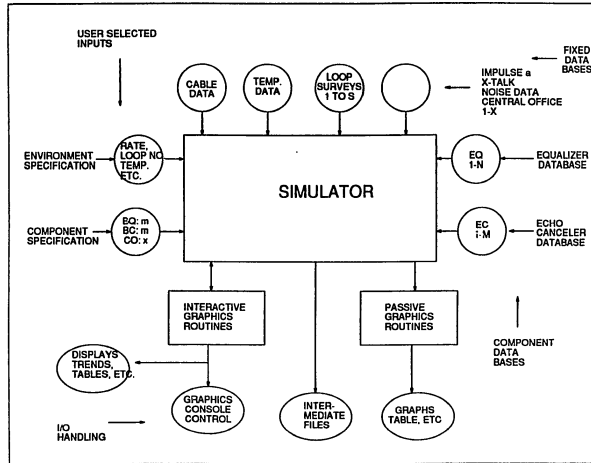 USER SELECTED
INPUTS
CABLE
DATA
TEMP.
DATA
LOOP
SURVEYS
1 TO S
FIXED
DATA
BASES
IMPULSE a
X-TALK
NOISE DATA
CENTRAL OFFICE
1-X
ENVIRONMENT
SPECIFICATION
RATE,
LOOP NO
TEMP.
ETC.
SIMULATOR
EQ
1-N
EQUALIZER
DATABASE
COMPONENT
SPECIFICATION
EQ: m
BC: m
CO: x
EC
i-M
ECHO
CANCELER
DATABASE
INTERACTIVE
GRAPHICS
ROUTINES
PASSIVE
GRAPHICS
ROUTINES
DISPLAYS
TRENDS,
TABLES, ETC.
COMPONENT
DATA
BASES
GRAPHICS
CONSOLE
CONTROL
INTER-
MEDIATE
FILES
GRAPHS
TABLE, ETC
I/O
HANDLING